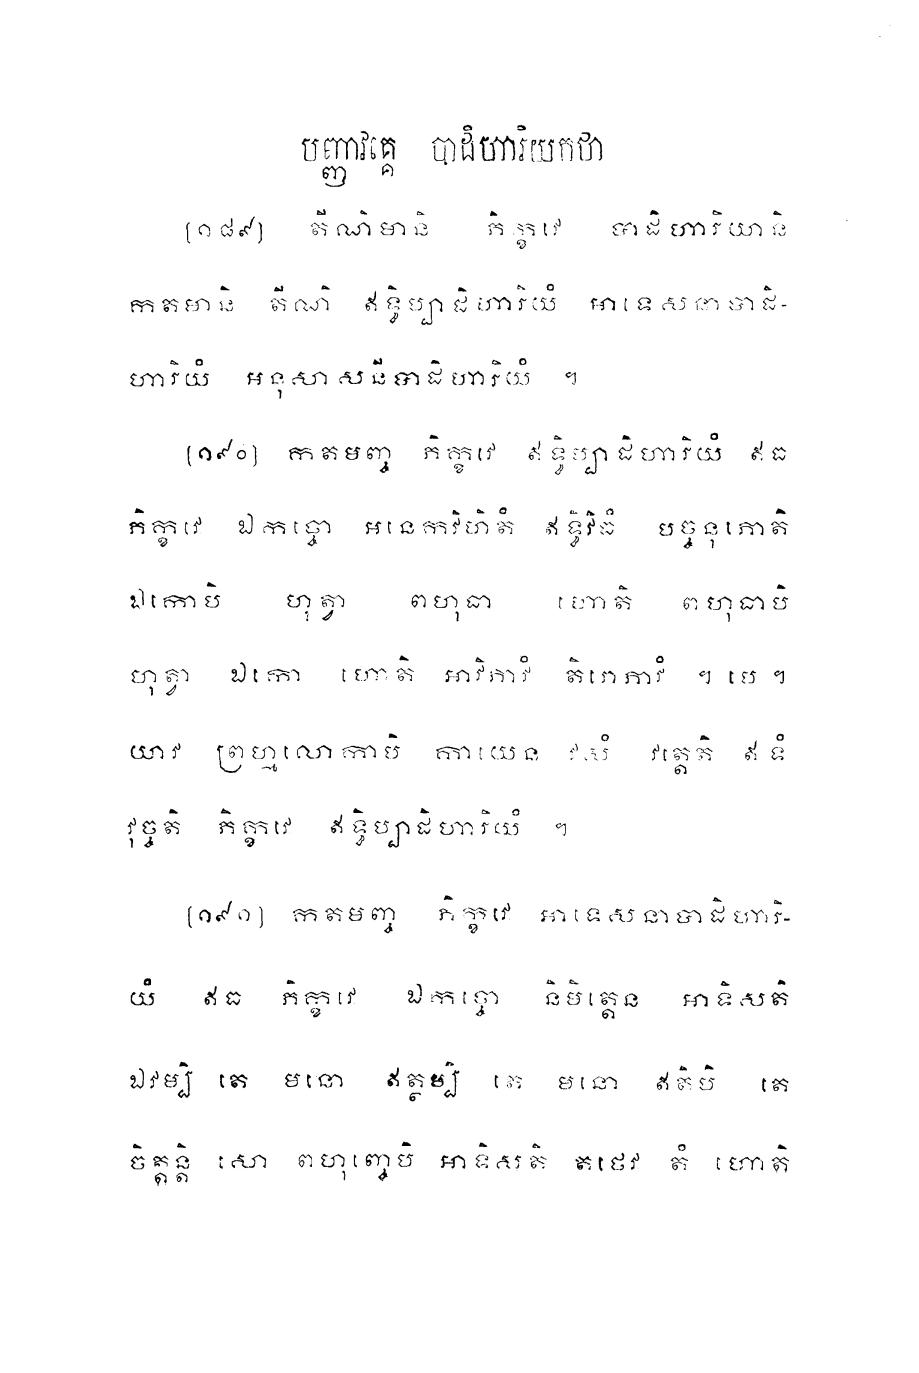 បញ្ញាវគ្គេ បាដិហារិយកថា
(១៨៩) តីណិមានិ ភិក្ខវេ បាដិហារិយានិ
កតមានិ តីណិ ឥទ្ធិប្បាដិហារិយំ អាទេសនាបាដិ-
ហារិយំ អនុសាសនីបាដិហារិយំ ។
(១៩០) កតមញ្ច ភិក្ខវេ ឥទ្ធិប្បាដិហារិយំ ឥធ
ភិក្ខវេ ឯកច្ចោ អនេកវិហិតំ ឥទ្ធិវិធំ បច្ចនុភោតិ
ឯកោបិ ហុត្វា ពហុធា ហោតិ ពហុធាបិ
ហុត្វា ឯកោ ហោតិ អាវិភាវំ តិរោភាវំ ។ បេ ។
យាវ ព្រហ្មលោកាបិ កាយេន វសំ វត្តេតិ ឥទំ
វុច្ចតិ ភិក្ខវេ ឥទ្ធិប្បាដិហារិយំ ។
(១៩១) កតមញ្ច ភិក្ខវេ អាទេសនាបាដិហារិ-
យំ ឥធ ភិក្ខវេ ឯកច្ចោ និមិត្តេន អាទិសតិ
ឯវម្បិ តេ មនោ ឥត្ថម្បិ តេ មនោ ឥតិបិ តេ
ចិត្តន្តិ សោ ពហុញ្ចេបិ អាទិសតិ តថេវ តំ ហោតិ